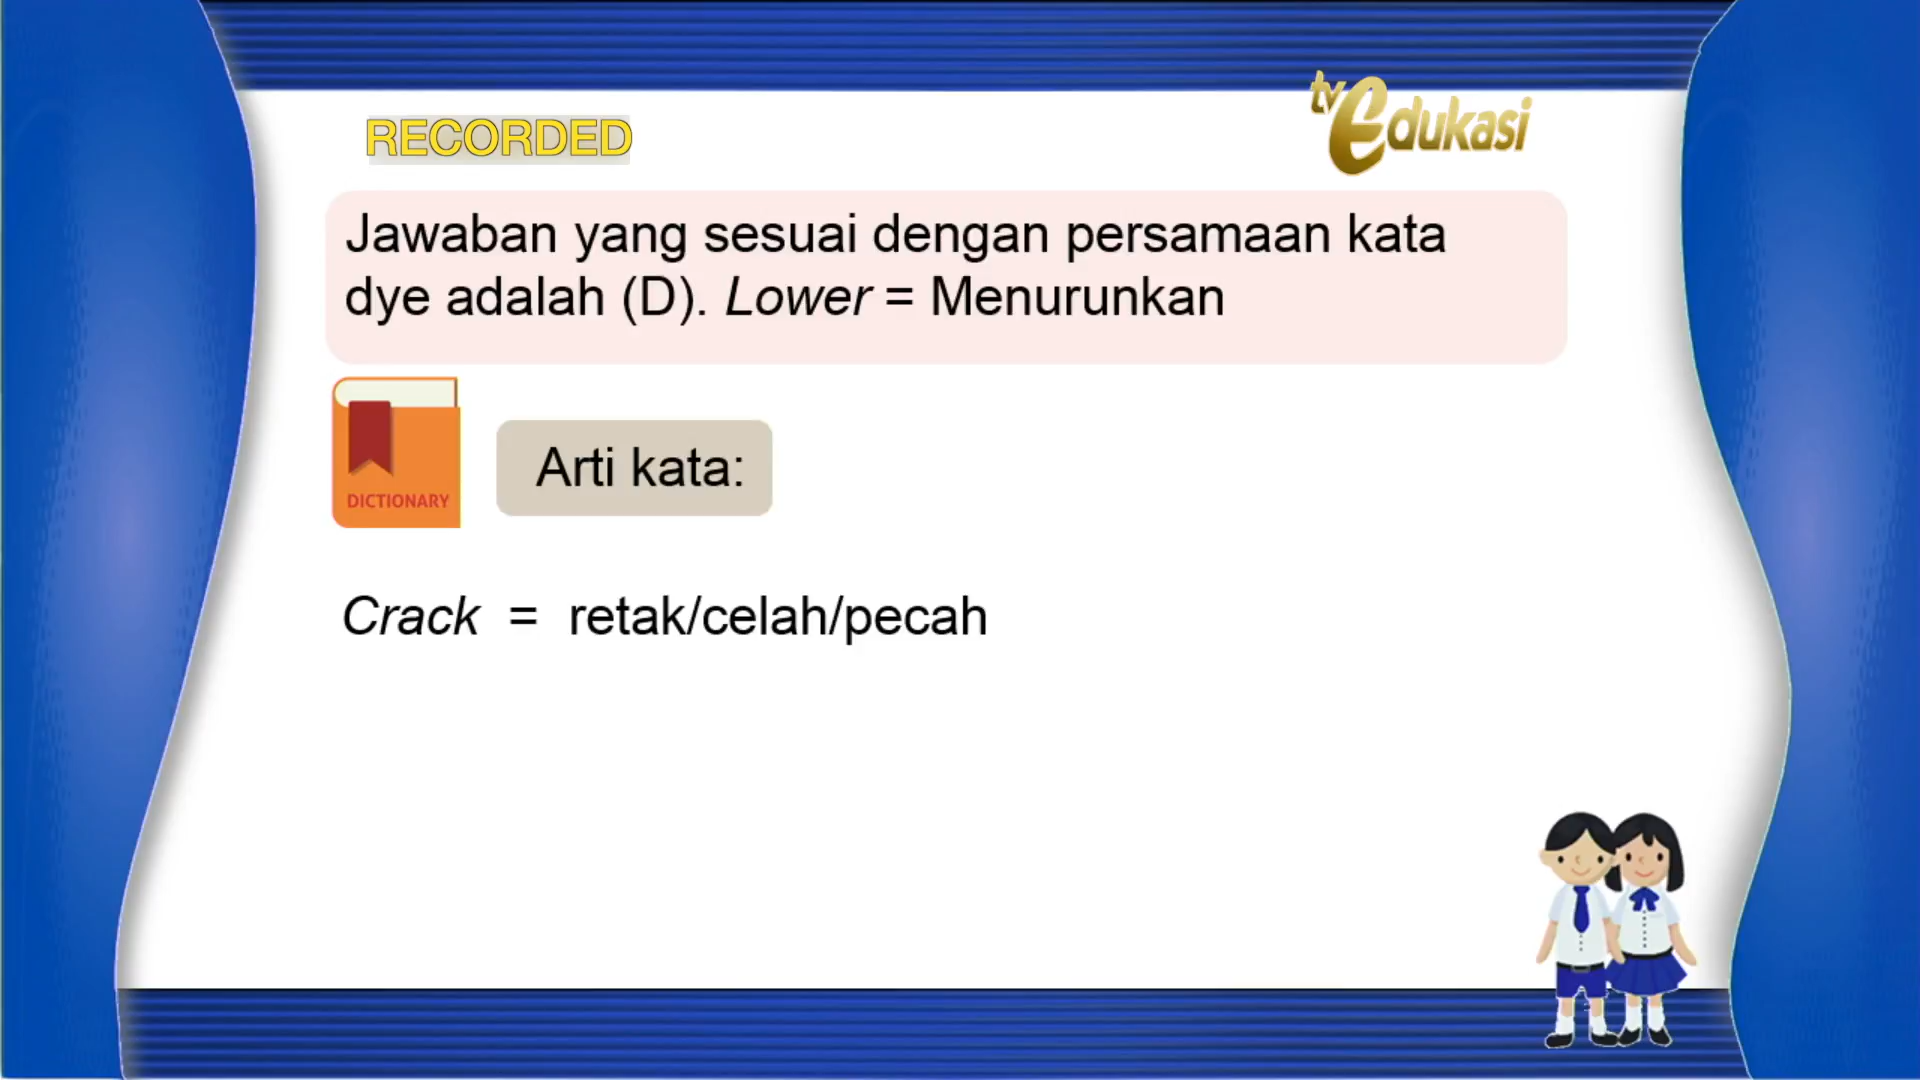 RECORDED
tv Edukasi
Jawaban yang sesuai dengan persamaan kata
dye adalah (D). Lower = Menurunkan
DICTIONARY
Arti kata:
Crack = retak/celah/pecah